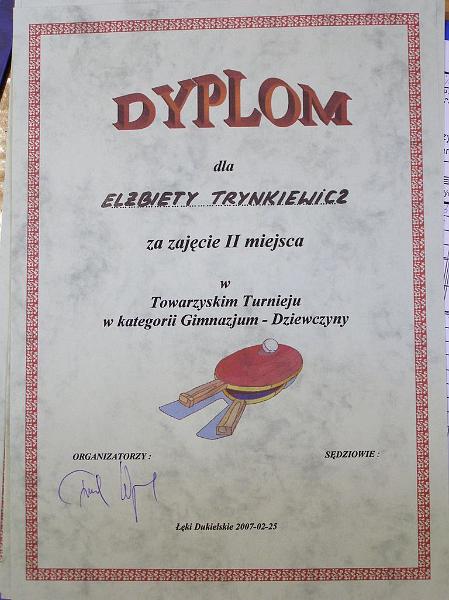 DYPLOM
dla
ELŻBIETY TRYNKIEWICZ
za zajęcie II miejsca
w
Towarzyskim Turnieju
w kategorii Gimnazjum - Dziewczyny
ORGANIZATORZY : SĘDZIOWIE :
Łęki Dukielskie 2007-02-25